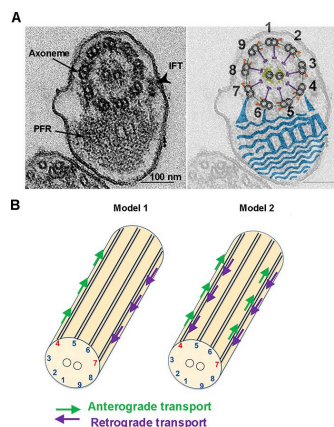 A
Axoneme
IFT
PFR
100 nm
1
2
3
4
5
6
7
8
9
B
Model 1
Model 2
4
5
6
7
8
9
1
2
3
4
5
6
7
8
9
1
2
3
Anterograde transport
Retrograde transport